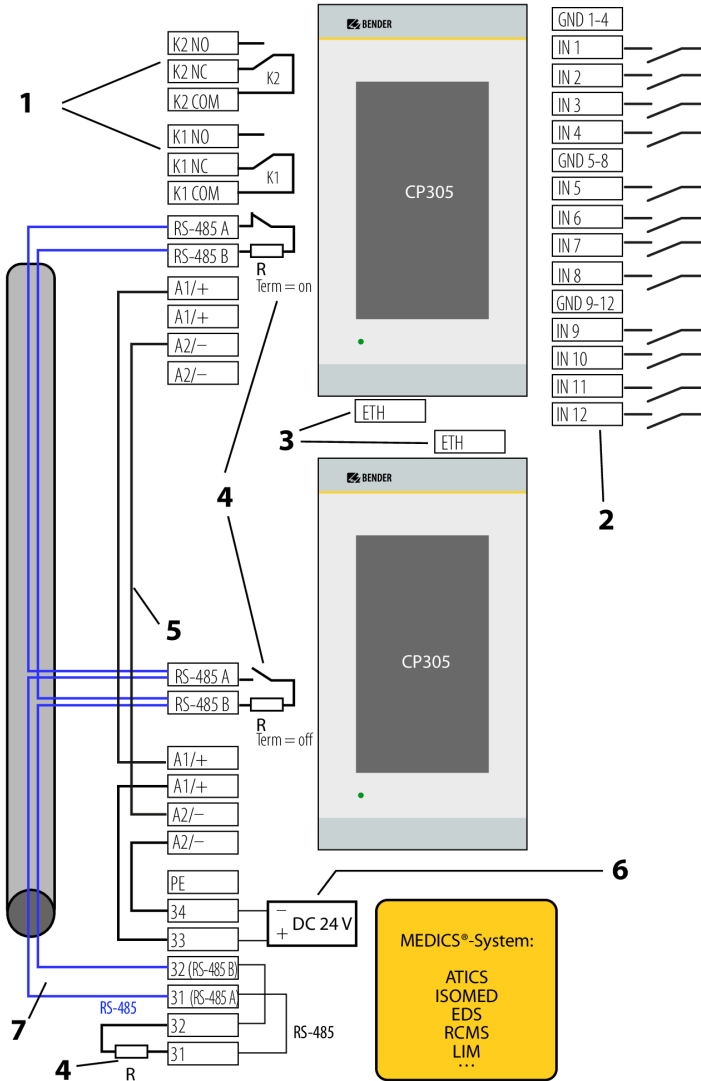 K2 NO
K2 NC
K2 COM
K2
1
K1 NO
K1 NC
K1 COM
K1
RS-485 A
RS-485 B
R
Term = on
A1/+
A1/+
A2/−
A2/−
BENDER
CP305
GND 1-4
IN 1
IN 2
IN 3
IN 4
GND 5-8
IN 5
IN 6
IN 7
IN 8
GND 9-12
IN 9
IN 10
IN 11
IN 12
2
ETH
3
ETH
4
5
BENDER
CP305
RS-485 A
RS-485 B
R
Term = off
A1/+
A1/+
A2/−
A2/−
PE
34
33
− DC 24 V
+
6
32 (RS-485 B)
31 (RS-485 A)
32
31
RS-485
RS-485
7
4
R
MEDICS®-System:
ATICS
ISOMED
EDS
RCMS
LIM
...